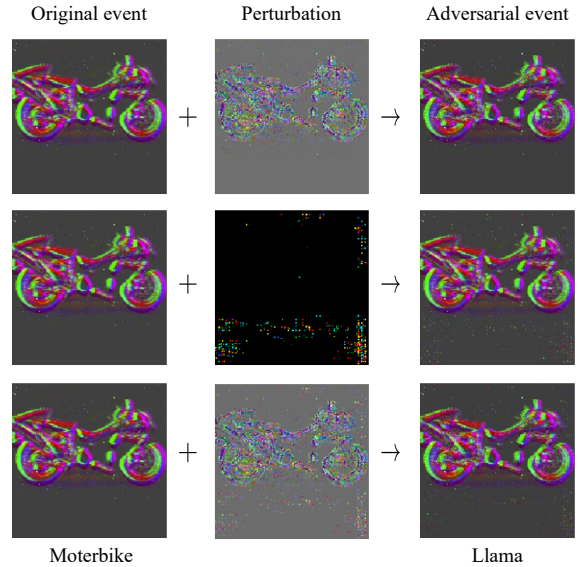 Original event Perturbation Adversarial event
+ →
+ →
+ →
Moterbike Llama